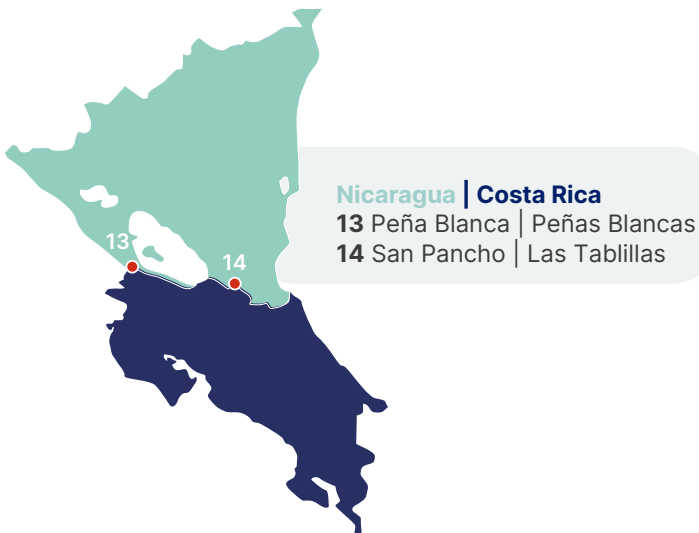 13
14
Nicaragua | Costa Rica
13 Peña Blanca | Peñas Blancas
14 San Pancho | Las Tablillas